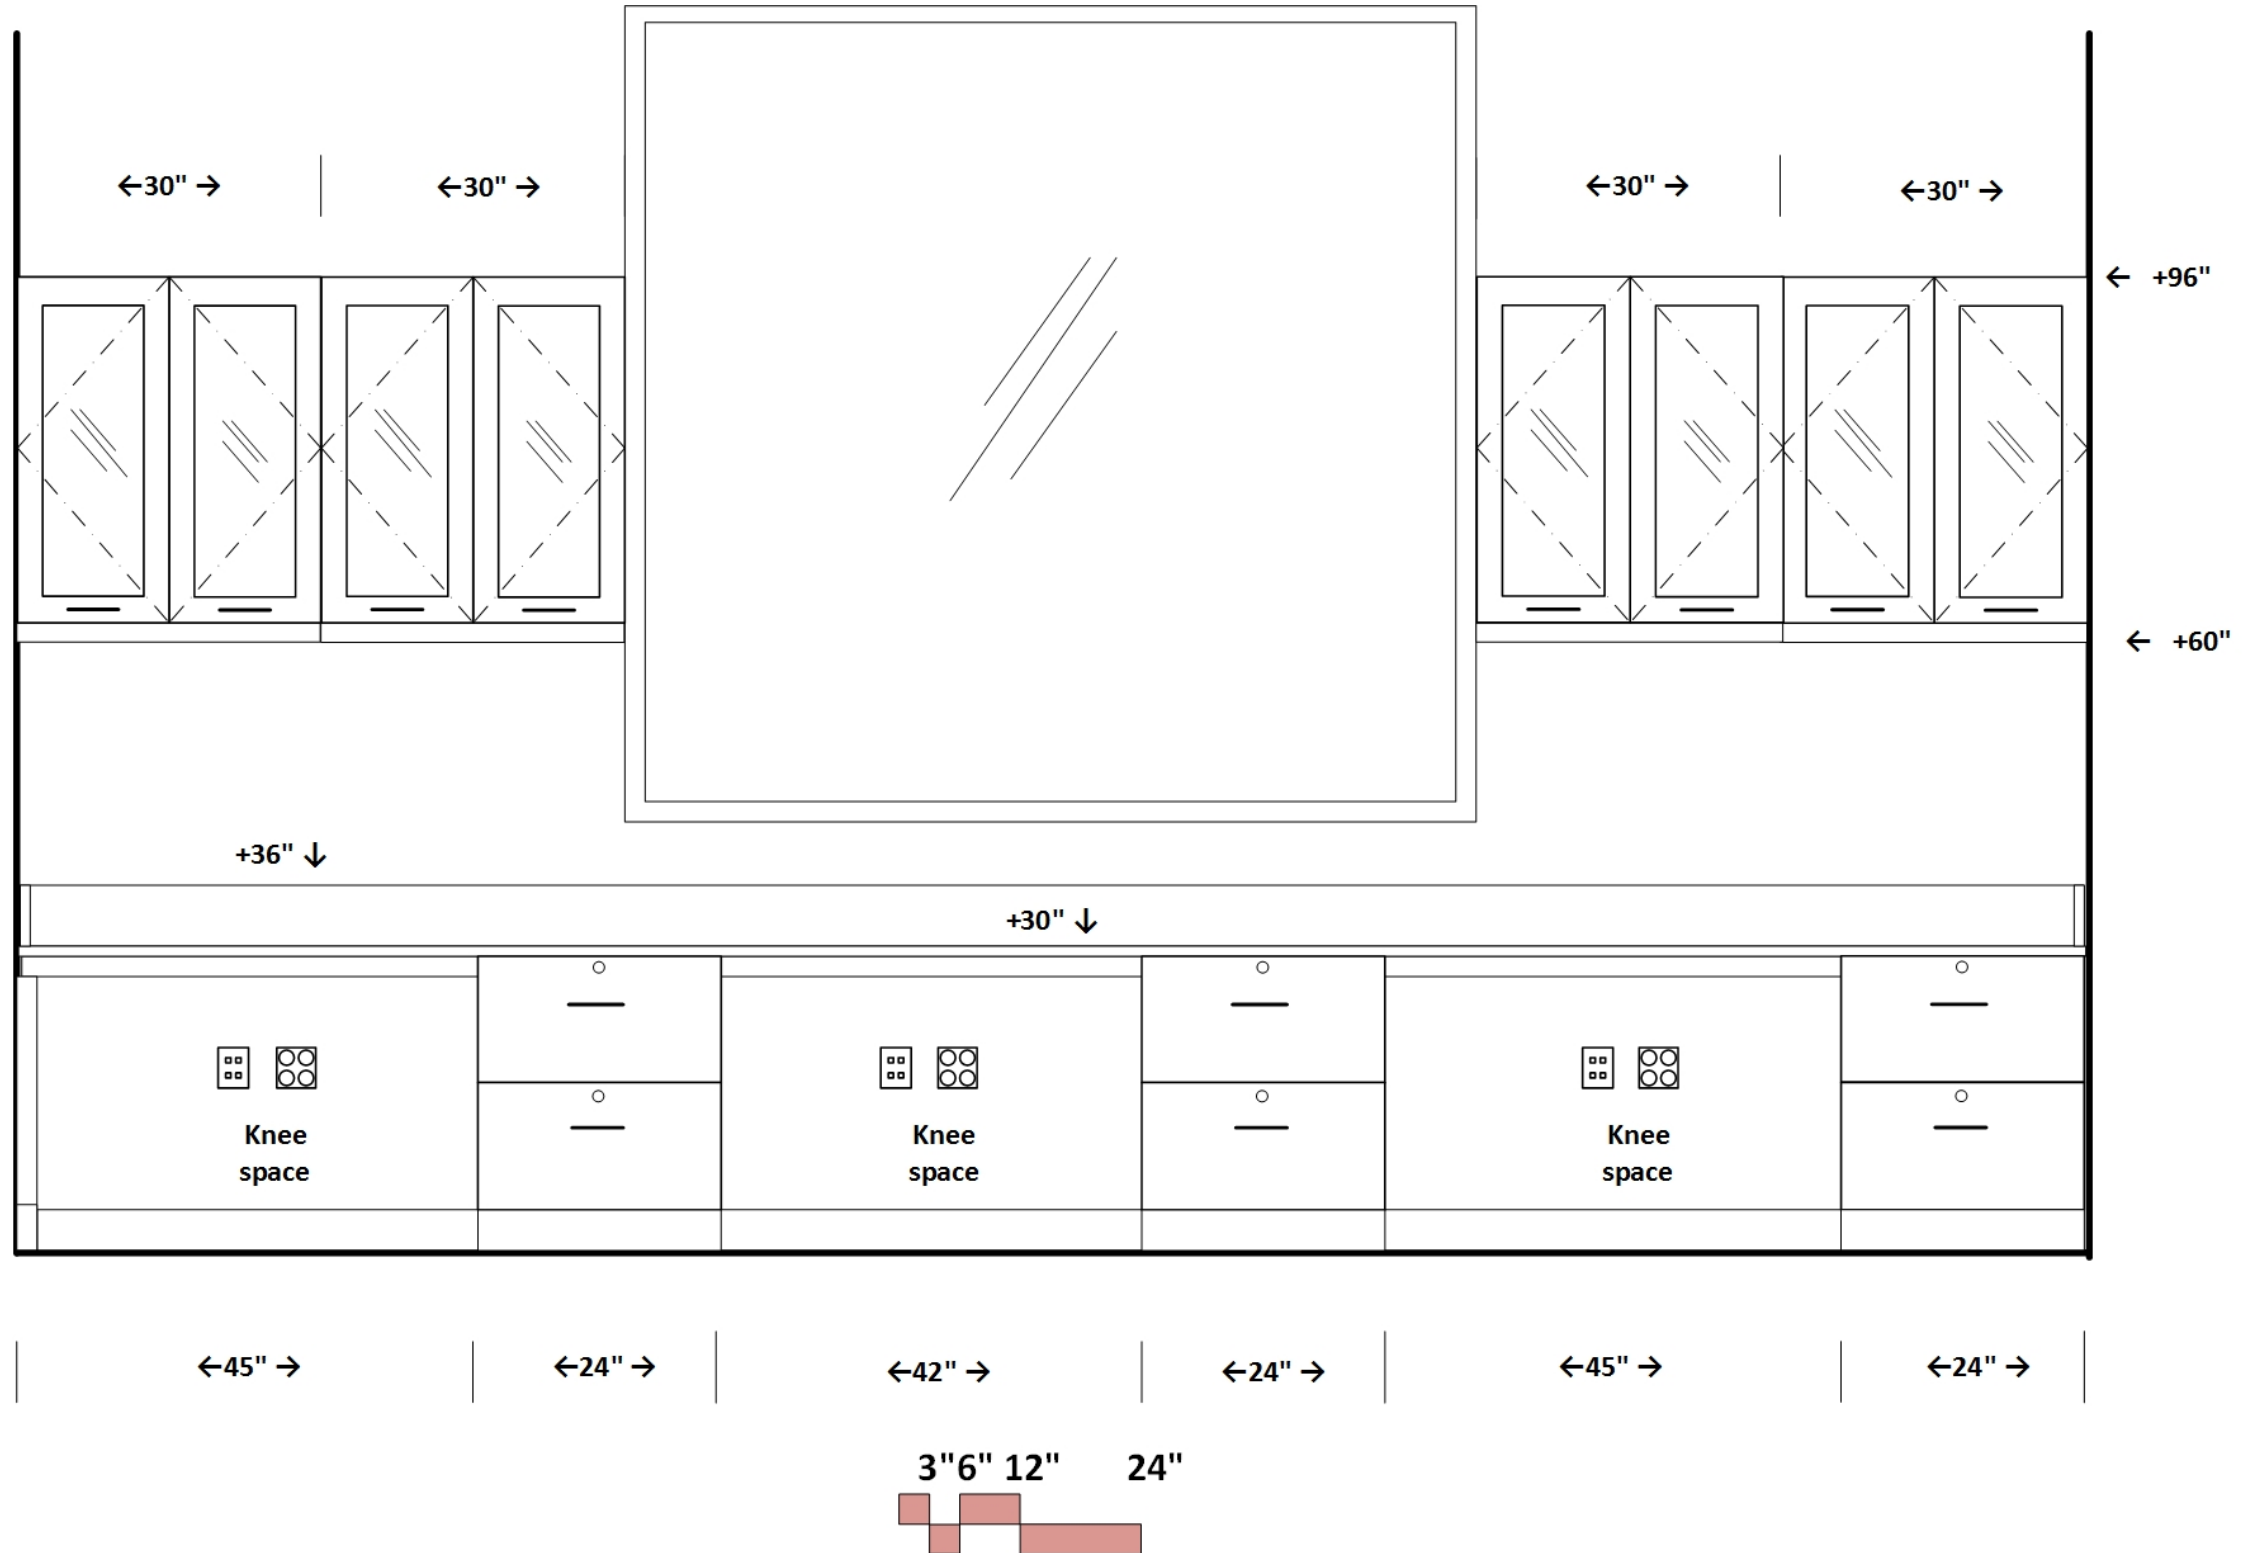 ←30" →
←30" →
←30" →
←30" →
← +96"
← +60"
+36" ↓
+30" ↓
Knee
space
Knee
space
Knee
space
←45" →
←24" →
←42" →
←24" →
←45" →
←24" →
3"6" 12" 24"